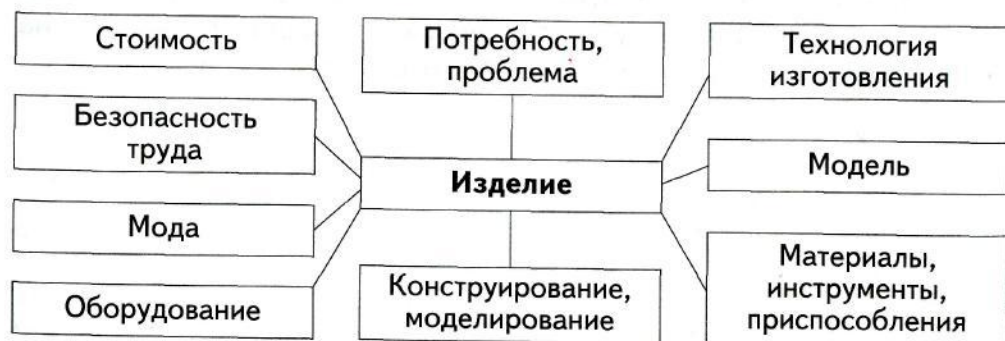 Стоимость
Потребность,
проблема
Технология
изготовления
Безопасность
труда
Изделие
Модель
Мода
Оборудование
Конструирование,
моделирование
Материалы,
инструменты,
приспособления